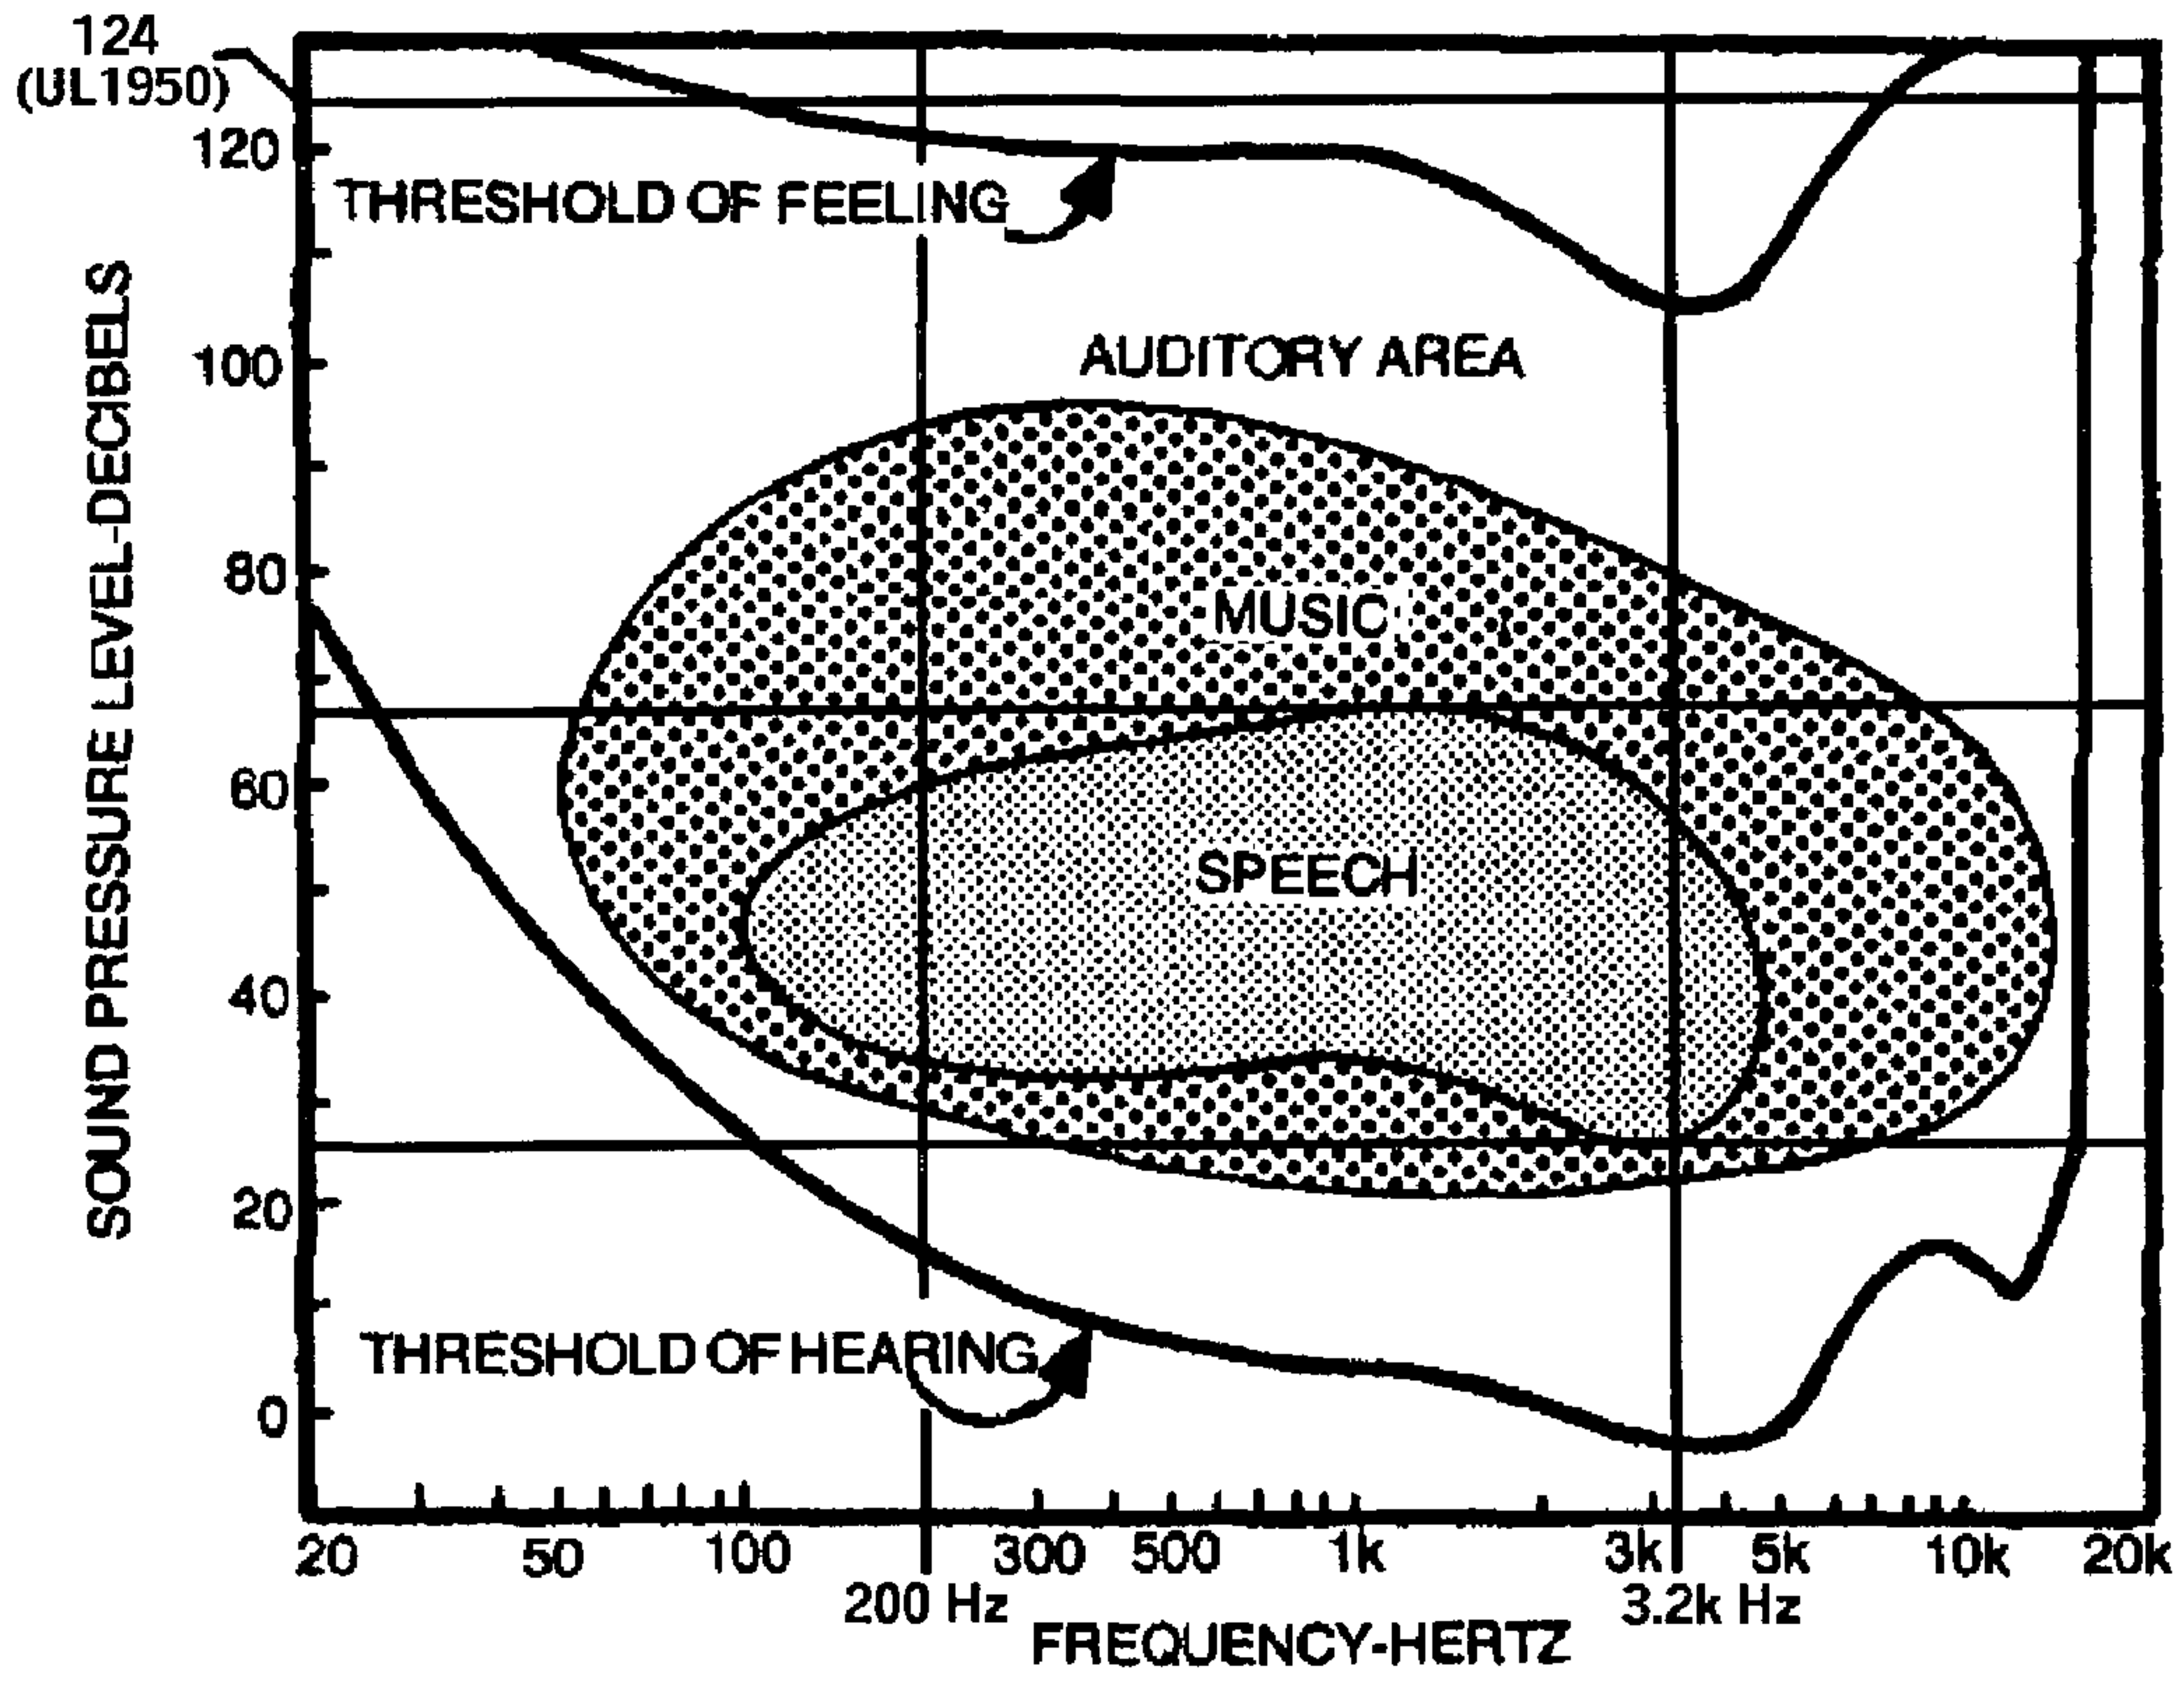 124
(UL1950)
120
THRESHOLD OF FEELING
100
AUDITORY AREA
80
MUSIC
60
SPEECH
40
20
THRESHOLD OF HEARING
0
SOUND PRESSURE LEVEL-DECIBELS
20 50 100 300 500 1k 3k 5k 10k 20k
200 Hz 3.2k Hz
FREQUENCY-HERTZ